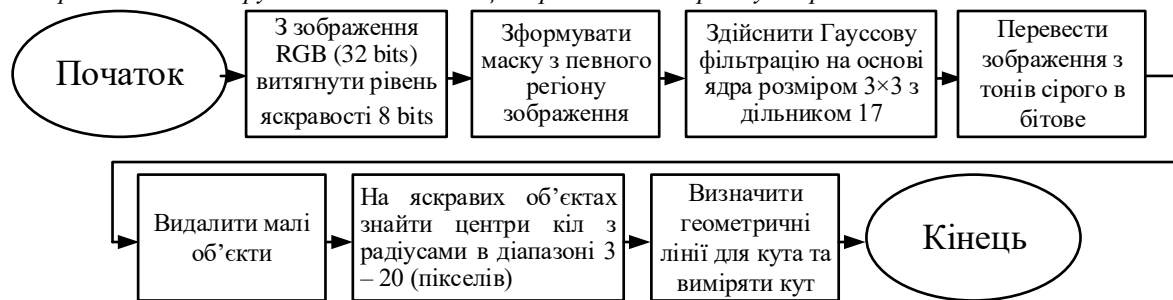 Початок
З зображення
RGB (32 bits)
витягнути рівень
яскравості 8 bits
Зформувати
маску з певного
регіону
зображення
Здійснити Гауссову
фільтрацію на основі
ядра розміром 3×3 з
дільником 17
Перевести
зображення з
тонів сірого в
бітове
Видалити малі
об’єкти
На яскравих об’єктах
знайти центри кіл з
радіусами в діапазоні 3
– 20 (пікселів)
Визначити
геометричні
лінії для кута та
виміряти кут
Кінець